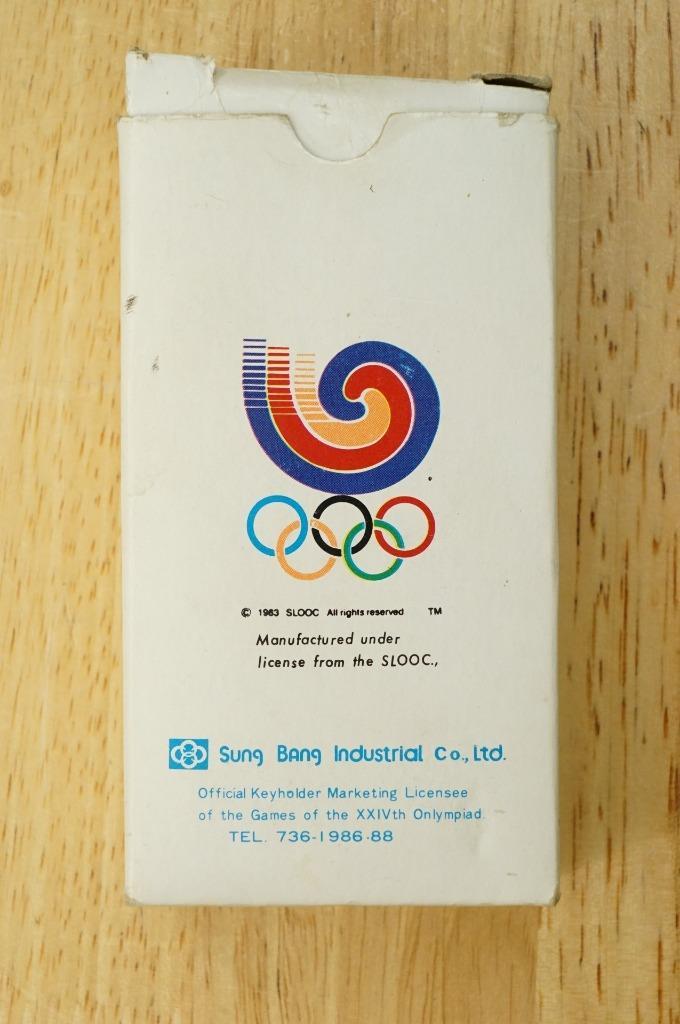 © 1983 SLOOC All rights reserved TM
Manufactured under
license from the SLOOC.,
Sung Bang Industrial Co., Ltd.
Official Keyholder Marketing Licensee
of the Games of the XXIVth Onlympiad.
TEL. 736-1986·88